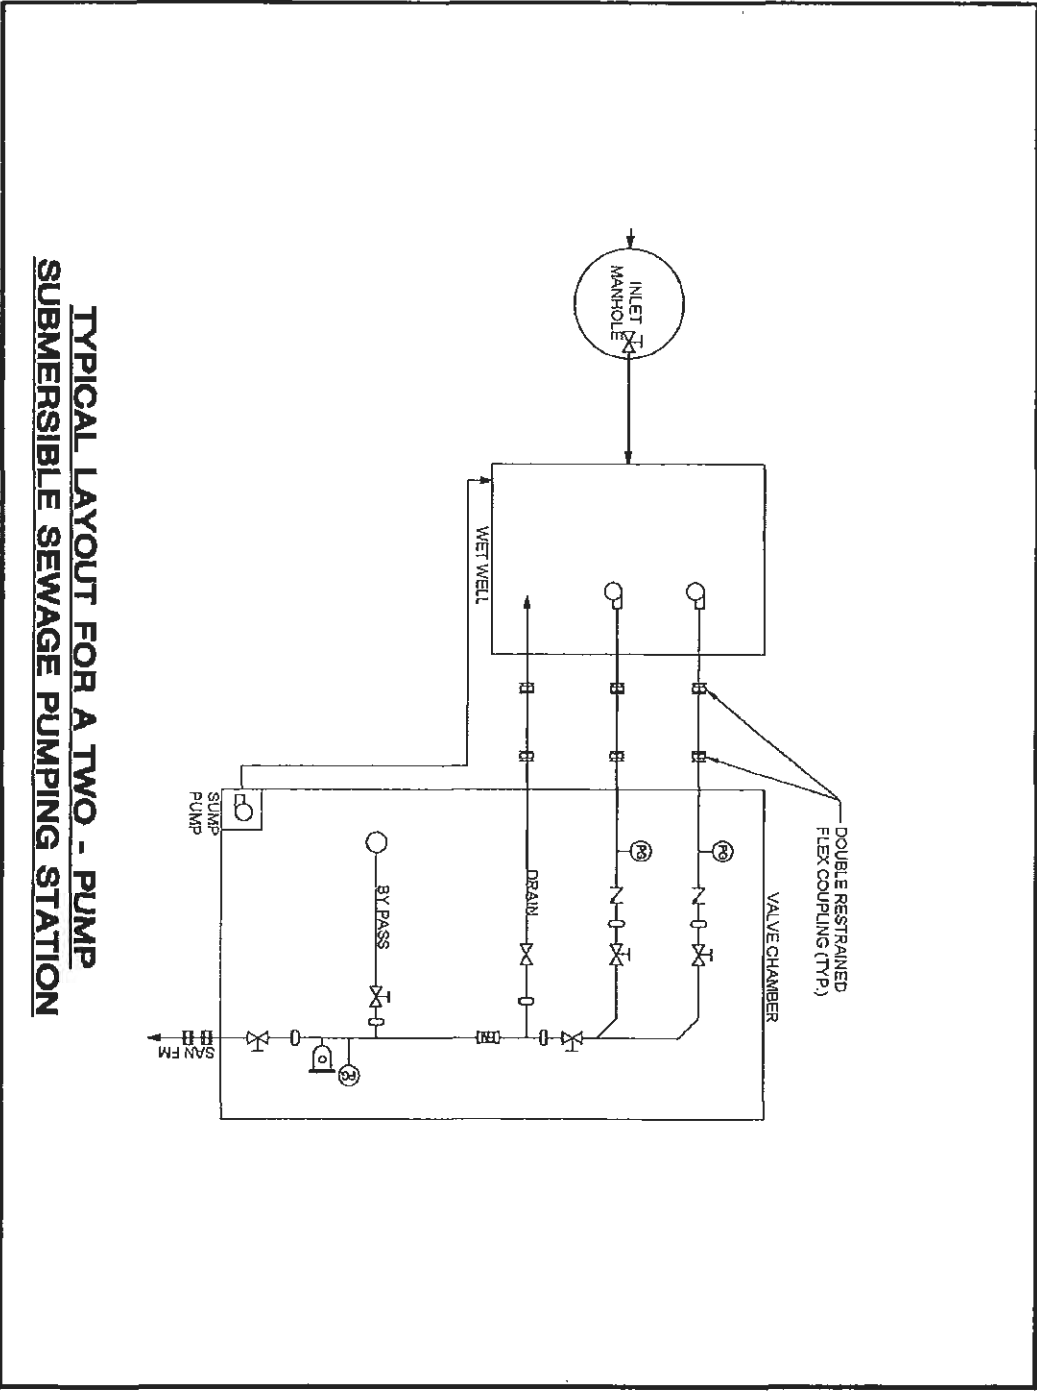 INLET
MANHOLE
WET WELL
DOUBLE RESTRAINED
FLEX COUPLING (TYP.)
VALVE CHAMBER
PG
PG
DRAIN
BY PASS
SUMP
PUMP
PG
SAN FM
TYPICAL LAYOUT FOR A TWO - PUMP
SUBMERSIBLE SEWAGE PUMPING STATION